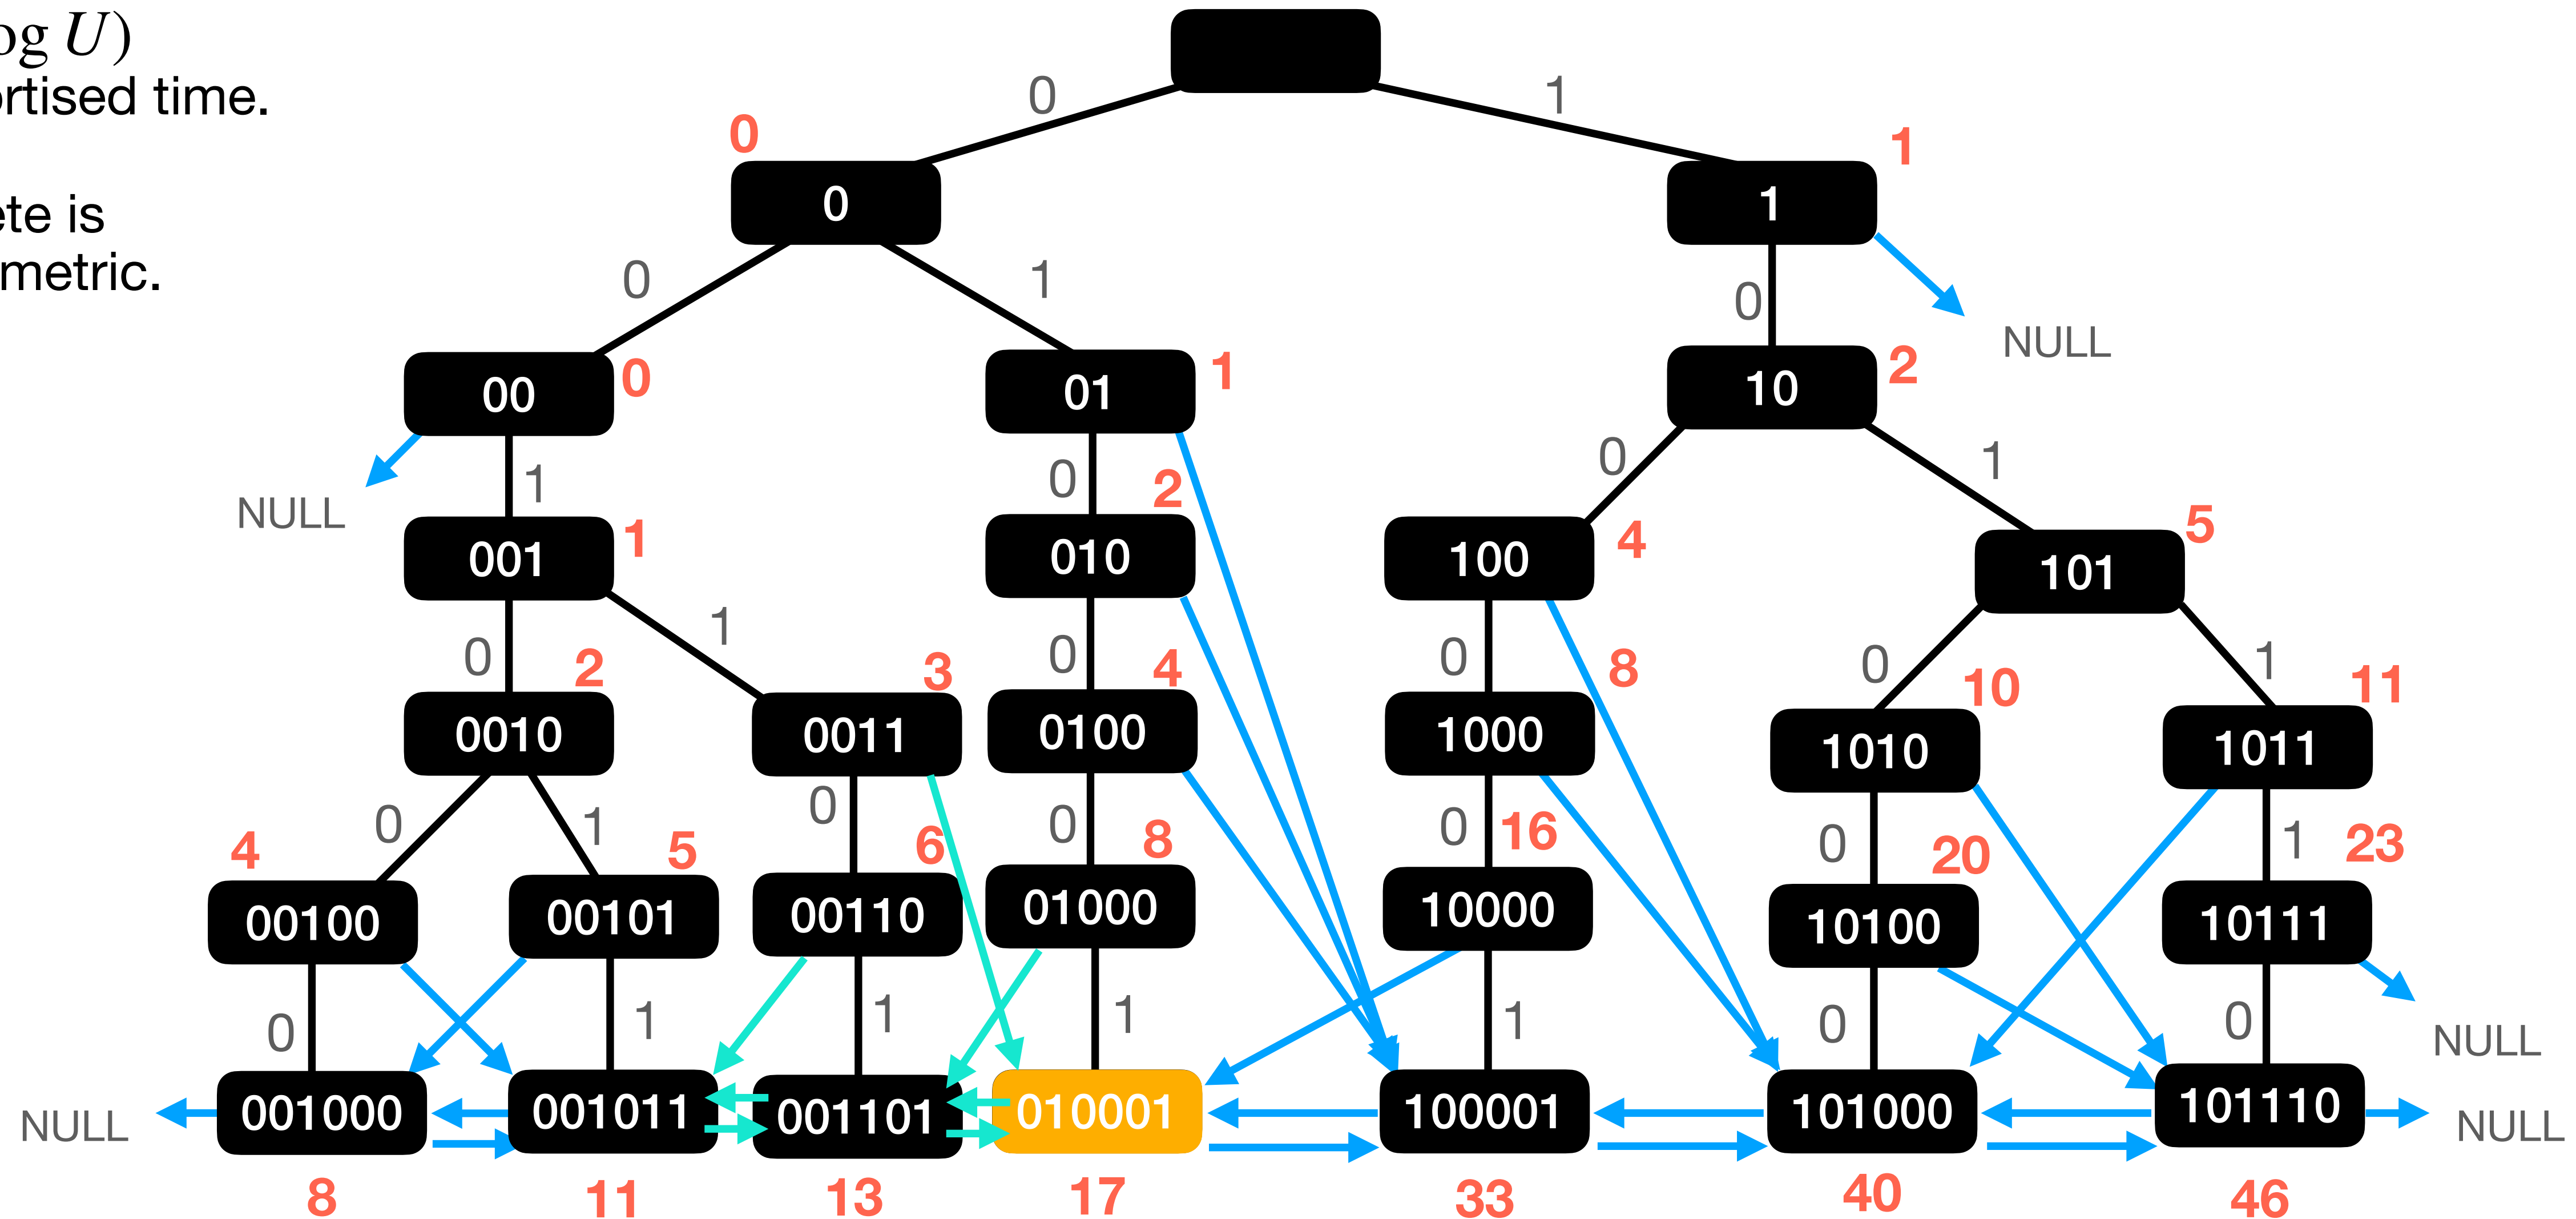 og U)
ortised time.
ete is
metric.
0 1
0 1
0 1
0 1 0
NULL
00 0 01 1 10 2
NULL
1 0 0 1
2
001 1 010 100 4 101 5
1
0 0 0 0 1
2 3 4 8 10 11
0010 0011 0100 1000 1010 1011
0 1 0 0 0 0 1
4 5 6 8 16 20 23
00100 00101 00110 01000 10000 10100 10111
0 1 1 1 1 0 0
NULL
NULL 001000 001011 001101 010001 100001 101000 101110 NULL
8 11 13 17 33 40 46